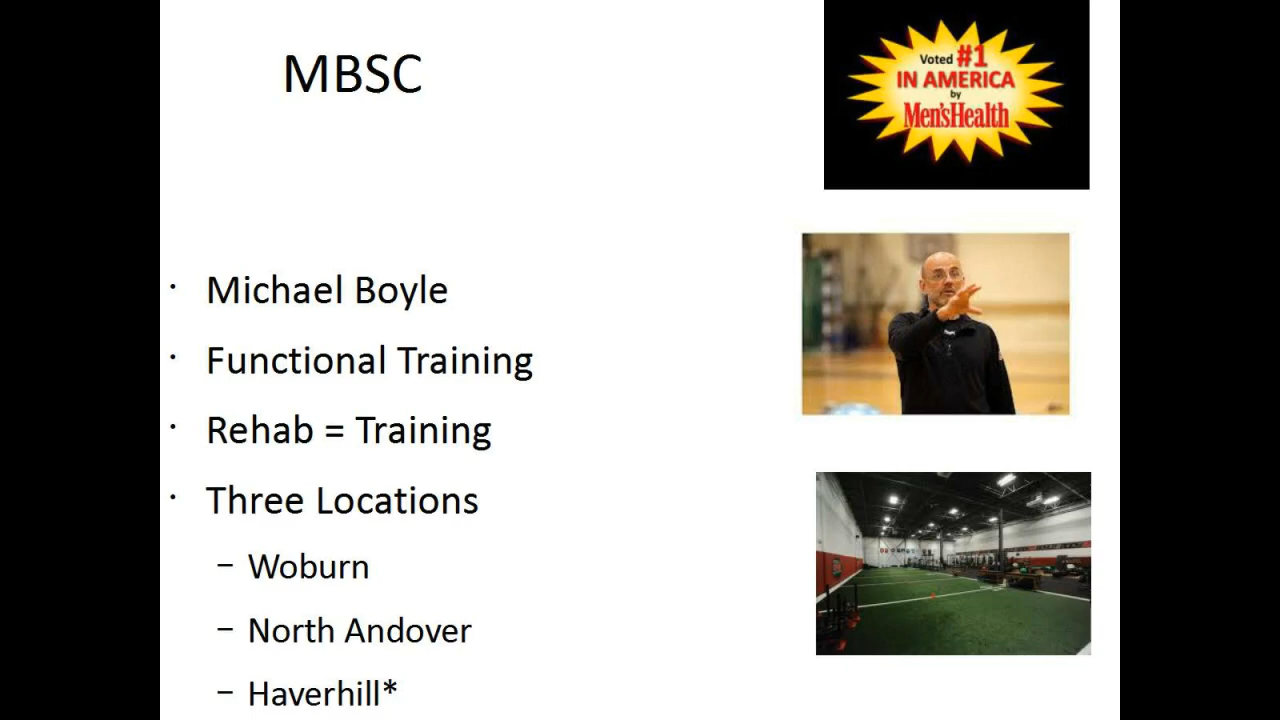 MBSC
Voted #1
IN AMERICA
by
Men'sHealth
· Michael Boyle
· Functional Training
· Rehab = Training
· Three Locations
– Woburn
– North Andover
– Haverhill*